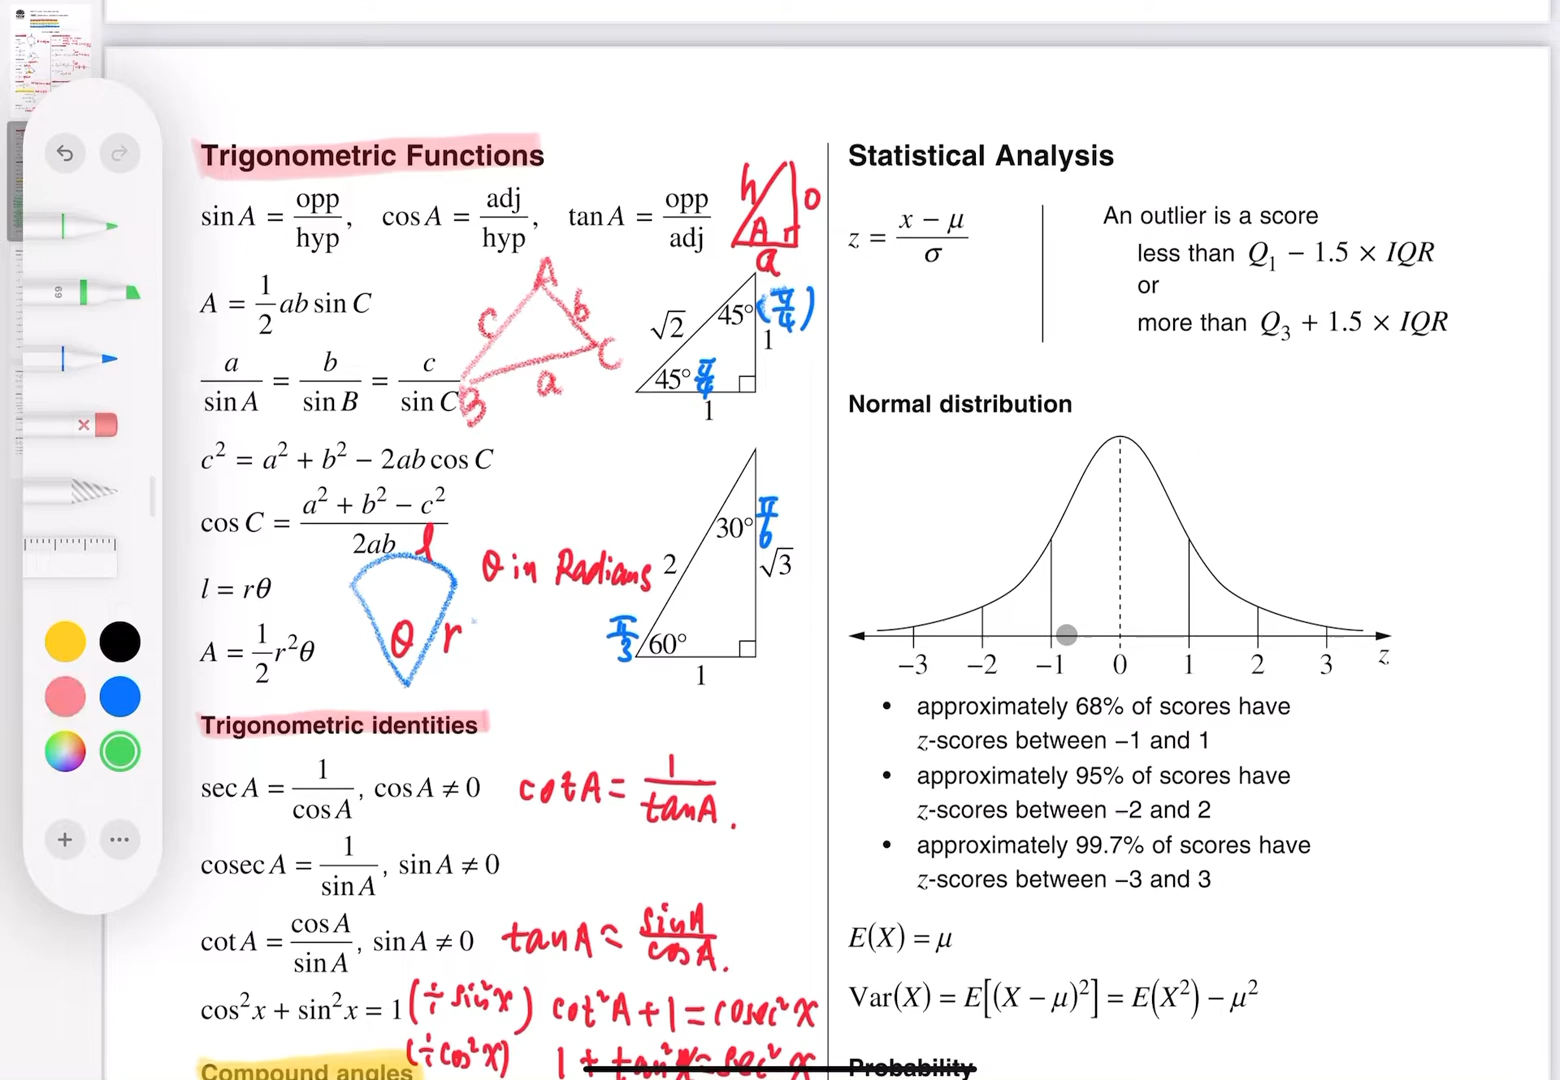 Trigonometric Functions
sin A = opp/hyp, cos A = adj/hyp, tan A = opp/adj
h o A a
A = 1/2 ab sin C
A c b B a C
a/sin A = b/sin B = c/sin C
√2 45° (π/4) 1
45° π/4 1
c² = a² + b² − 2ab cos C
cos C = (a² + b² − c²)/2ab
l = rθ
l θ r
θ in Radians
A = 1/2 r²θ
30° π/6 2 √3
π/3 60° 1
Trigonometric identities
sec A = 1/cos A, cos A ≠ 0
cot A = 1/tan A.
cosec A = 1/sin A, sin A ≠ 0
cot A = cos A/sin A, sin A ≠ 0
tan A = sin A/cos A.
cos²x + sin²x = 1 (÷ sin²x) cot²A + 1 = cosec²x
(÷ cos²x) 1 + tan²x = sec²x
Compound angles
Statistical Analysis
z = (x − μ)/σ
An outlier is a score
less than Q₁ − 1.5 × IQR
or
more than Q₃ + 1.5 × IQR
Normal distribution
−3 −2 −1 0 1 2 3 z
• approximately 68% of scores have
z-scores between −1 and 1
• approximately 95% of scores have
z-scores between −2 and 2
• approximately 99.7% of scores have
z-scores between −3 and 3
E(X) = μ
Var(X) = E[(X − μ)²] = E(X²) − μ²
Probability
69